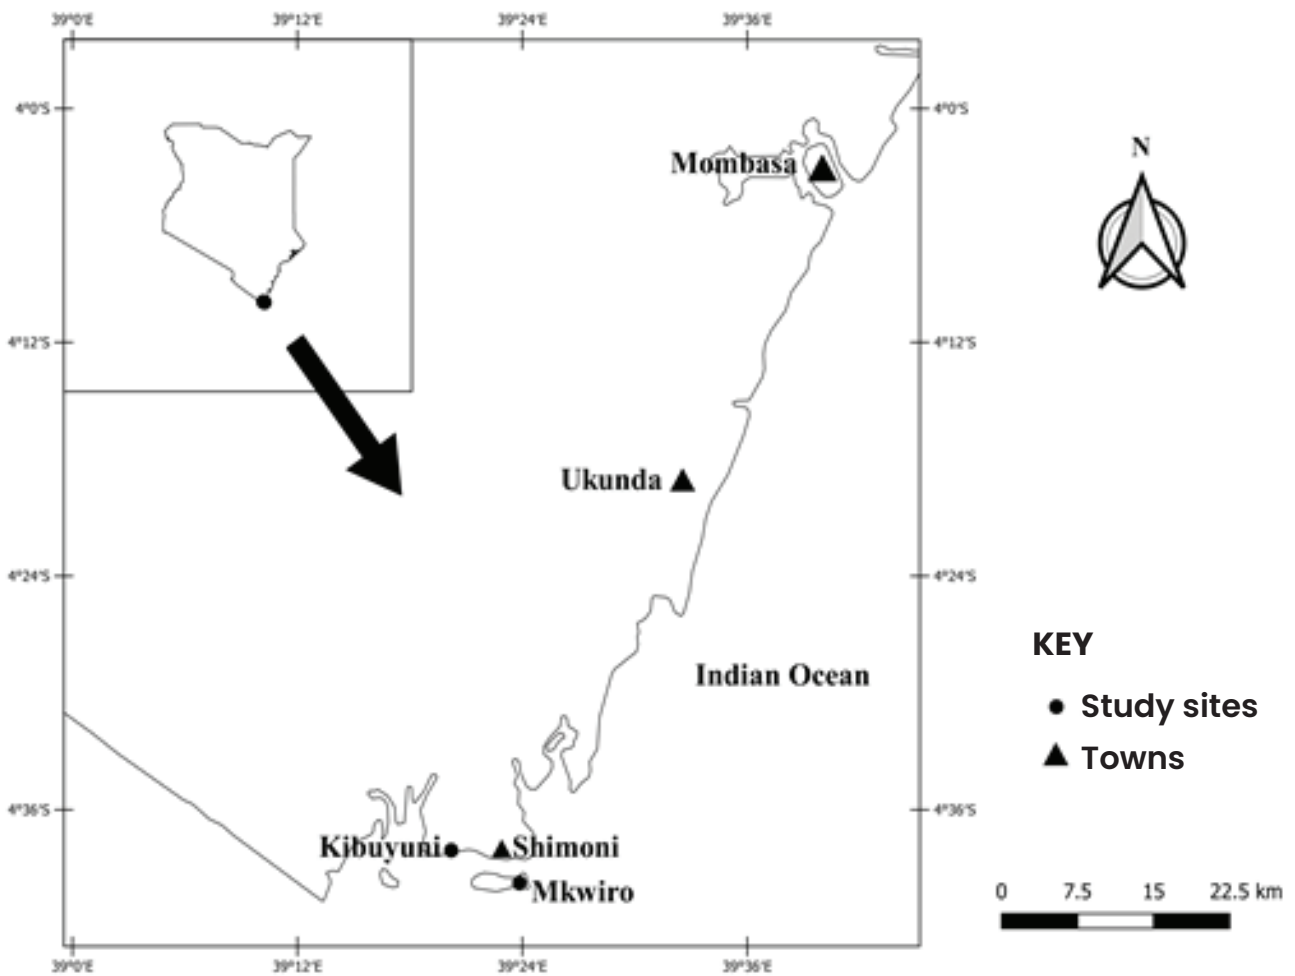 39°0'E 39°12'E 39°24'E 39°36'E
4°0'S 4°0'S
N
Mombasa
4°12'S 4°12'S
Ukunda
4°24'S 4°24'S
KEY
Indian Ocean
Study sites
Towns
4°36'S 4°36'S
Kibuyuni Shimoni
Mkwiro
0 7.5 15 22.5 km
39°0'E 39°12'E 39°24'E 39°36'E